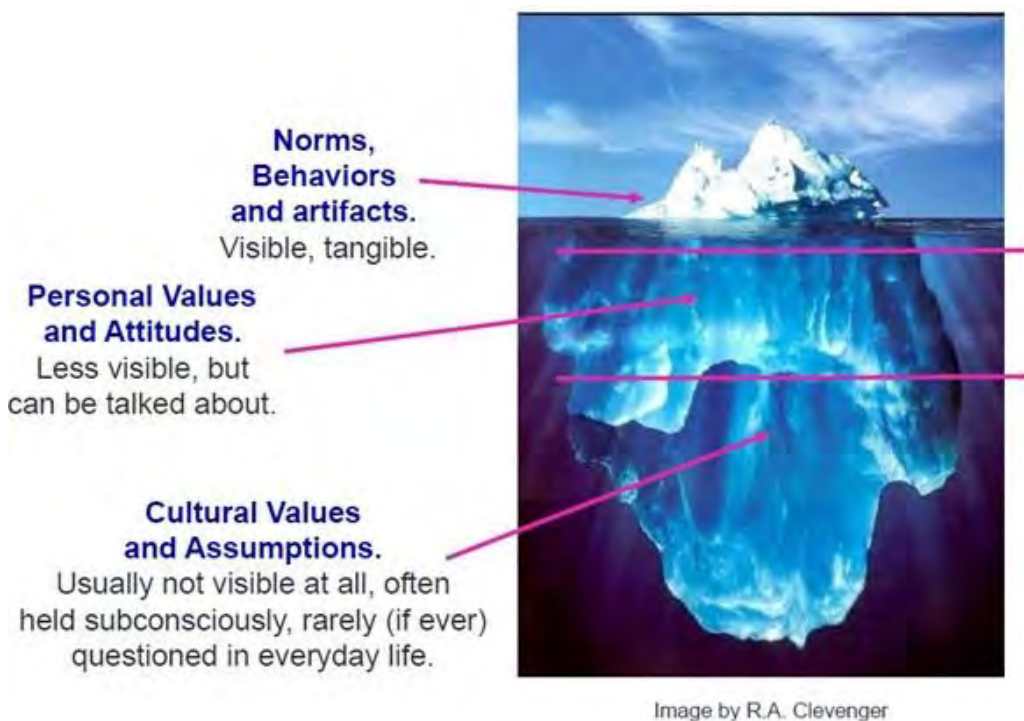 Norms,
Behaviors
and artifacts.
Visible, tangible.
Personal Values
and Attitudes.
Less visible, but
can be talked about.
Cultural Values
and Assumptions.
Usually not visible at all, often
held subconsciously, rarely (if ever)
questioned in everyday life.
Image by R.A. Clevenger